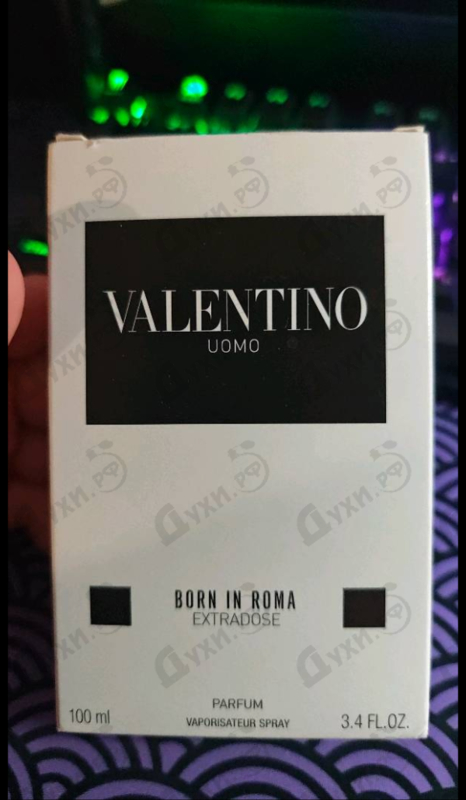 VALENTINO
UOMO
BORN IN ROMA
EXTRADOSE
PARFUM
100 ml VAPORISATEUR SPRAY 3.4 FL.OZ.
Духи.рф